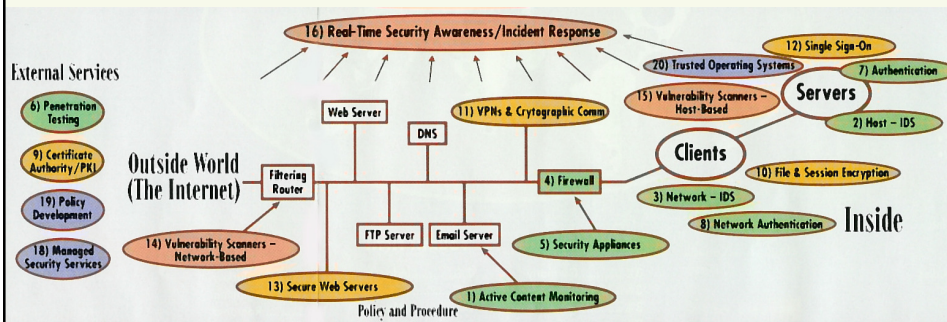 16) Real-Time Security Awareness/Incident Response
12) Single Sign-On
External Services
20) Trusted Operating Systems
7) Authentication
6) Penetration
Testing
15) Vulnerability Scanners –
Host-Based
Servers
Web Server
11) VPNs & Crytographic Comm
2) Host – IDS
DNS
9) Certificate
Authority/PKI
Outside World
(The Internet)
Clients
Filtering
Router
4) Firewall
10) File & Session Encryption
19) Policy
Development
3) Network – IDS
8) Network Authentication
Inside
FTP Server
Email Server
14) Vulnerability Scanners –
Network-Based
5) Security Appliances
18) Managed
Security Services
13) Secure Web Servers
1) Active Content Monitoring
Policy and Procedure